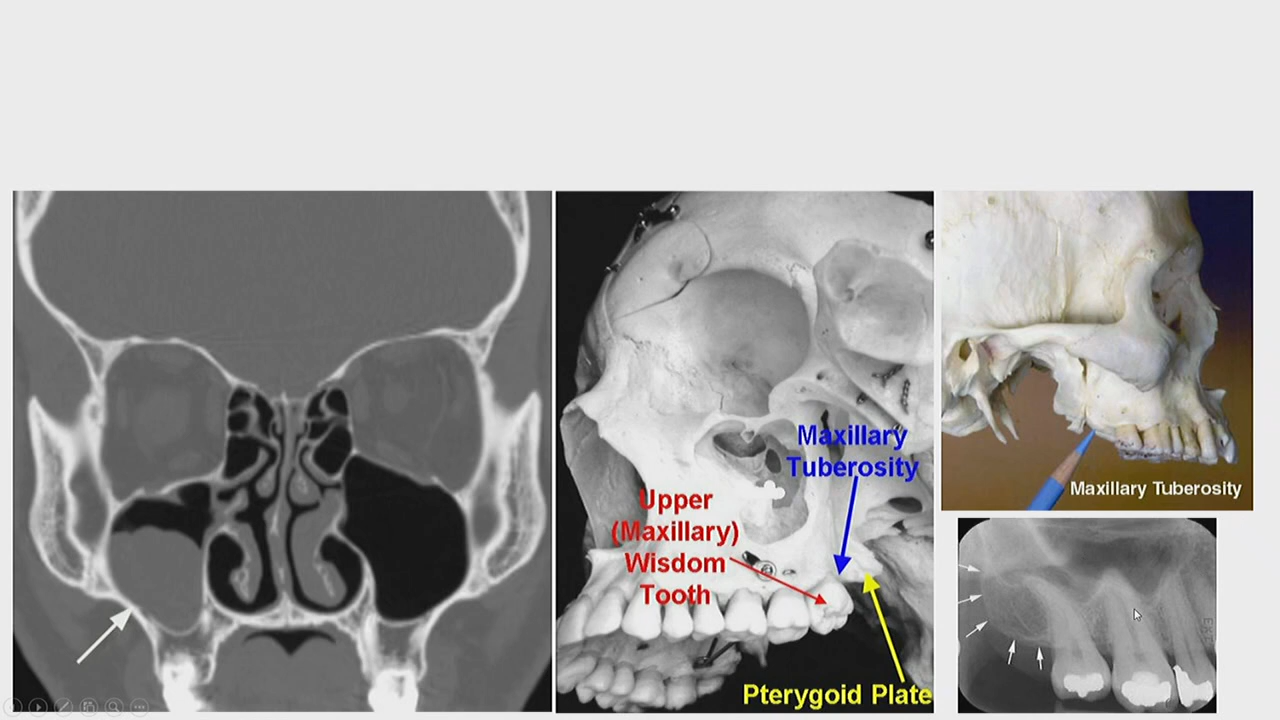 Maxillary
Tuberosity
Upper
(Maxillary)
Wisdom
Tooth
Pterygoid Plate
Maxillary Tuberosity